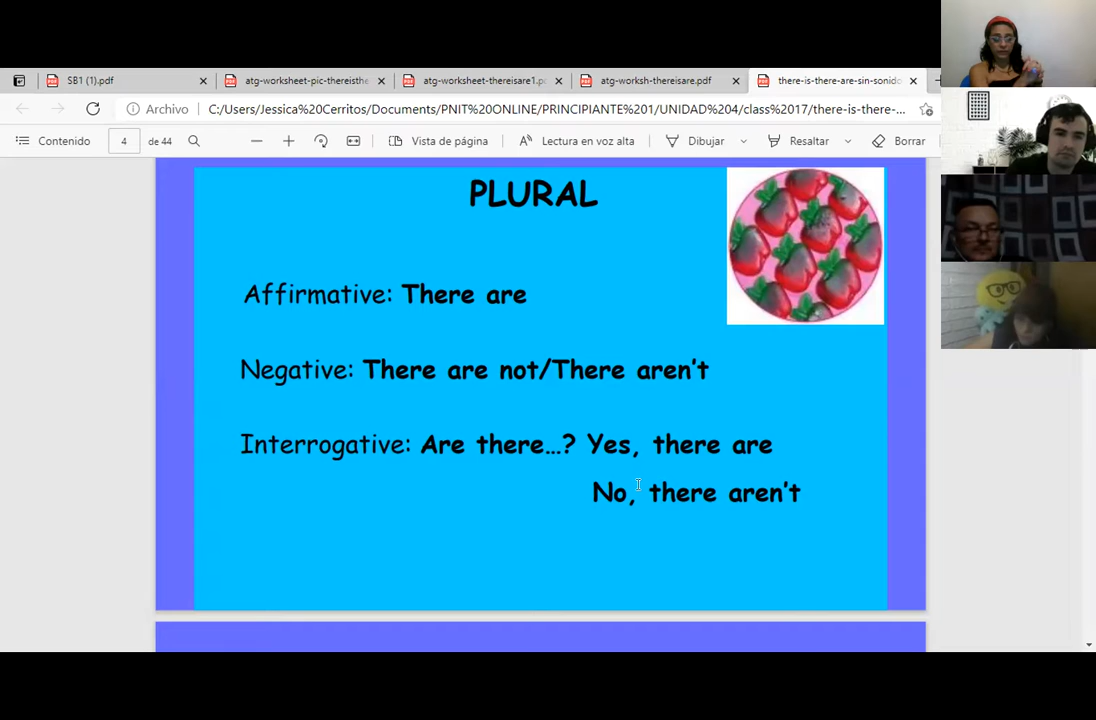 SB1 (1).pdf
atg-worksheet-pic-thereisthe
atg-worksheet-thereisare1.pc
atg-worksh-thereisare.pdf
there-is-there-are-sin-sonido
Archivo
C:/Users/Jessica%20Cerritos/Documents/PNIT%20ONLINE/PRINCIPIANTE%201/UNIDAD%204/class%2017/there-is-there-...
Contenido
4
de 44
Vista de página
Lectura en voz alta
Dibujar
Resaltar
Borrar
PLURAL
Affirmative: There are
Negative: There are not/There aren't
Interrogative: Are there...? Yes, there are
No, there aren't